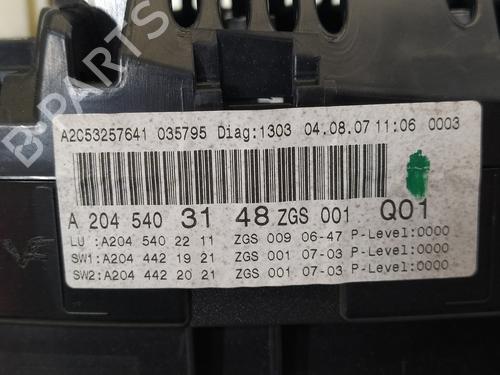 A2C53257641 035795 Diag:1303 04.08.07 11:06 0003
A 204 540 31 48 ZGS 001 Q01
LU :A204 540 22 11 ZGS 009 06-47 P-Level:0000
SW1:A204 442 19 21 ZGS 001 07-03 P-Level:0000
SW2:A204 442 20 21 ZGS 001 07-03 P-Level:0000
B-PARTS